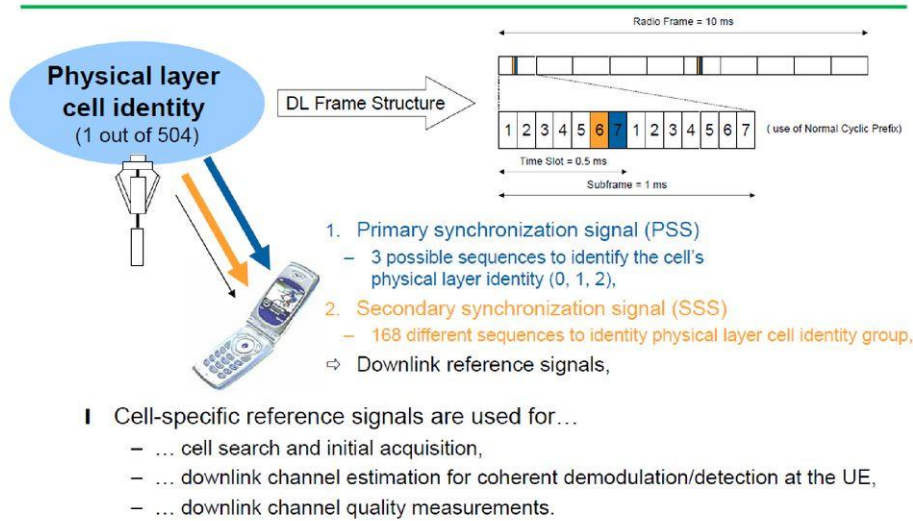 Radio Frame = 10 ms
Physical layer
cell identity
(1 out of 504)
DL Frame Structure
1 2 3 4 5 6 7 1 2 3 4 5 6 7
( use of Normal Cyclic Prefix)
Time Slot = 0.5 ms
Subframe = 1 ms
1. Primary synchronization signal (PSS)
– 3 possible sequences to identify the cell's
physical layer identity (0, 1, 2),
2. Secondary synchronization signal (SSS)
– 168 different sequences to identity physical layer cell identity group,
⇨ Downlink reference signals,
I Cell-specific reference signals are used for…
– … cell search and initial acquisition,
– … downlink channel estimation for coherent demodulation/detection at the UE,
– … downlink channel quality measurements.